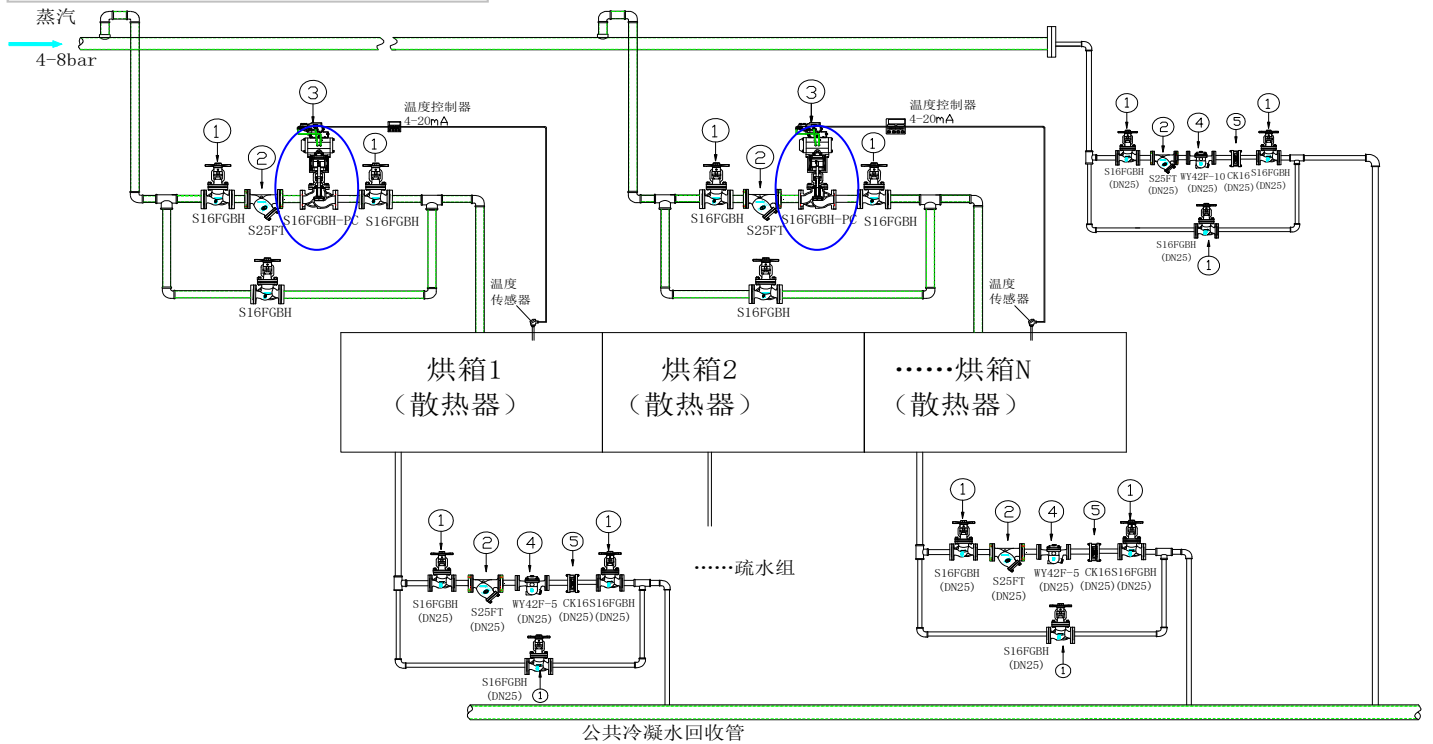 蒸汽
4-8bar
③
温度控制器
4-20mA
①
②
①
S16FGBH
S25FT
S16FGBH-PC
S16FGBH
S16FGBH
温度
传感器
③
温度控制器
4-20mA
①
②
①
S16FGBH
S25FT
S16FGBH-PC
S16FGBH
S16FGBH
温度
传感器
①
②
④
⑤
①
S16FGBH
(DN25)
S25FT
(DN25)
WY42F-10
(DN25)
CK16
(DN25)
S16FGBH
(DN25)
S16FGBH
(DN25)
①
烘箱1
（散热器）
烘箱2
（散热器）
……烘箱N
（散热器）
①
②
④
⑤
①
S16FGBH
(DN25)
S25FT
(DN25)
WY42F-5
(DN25)
CK16
(DN25)
S16FGBH
(DN25)
S16FGBH
(DN25)
①
……疏水组
①
②
④
⑤
①
S16FGBH
(DN25)
S25FT
(DN25)
WY42F-5
(DN25)
CK16
(DN25)
S16FGBH
(DN25)
S16FGBH
(DN25)
①
公共冷凝水回收管